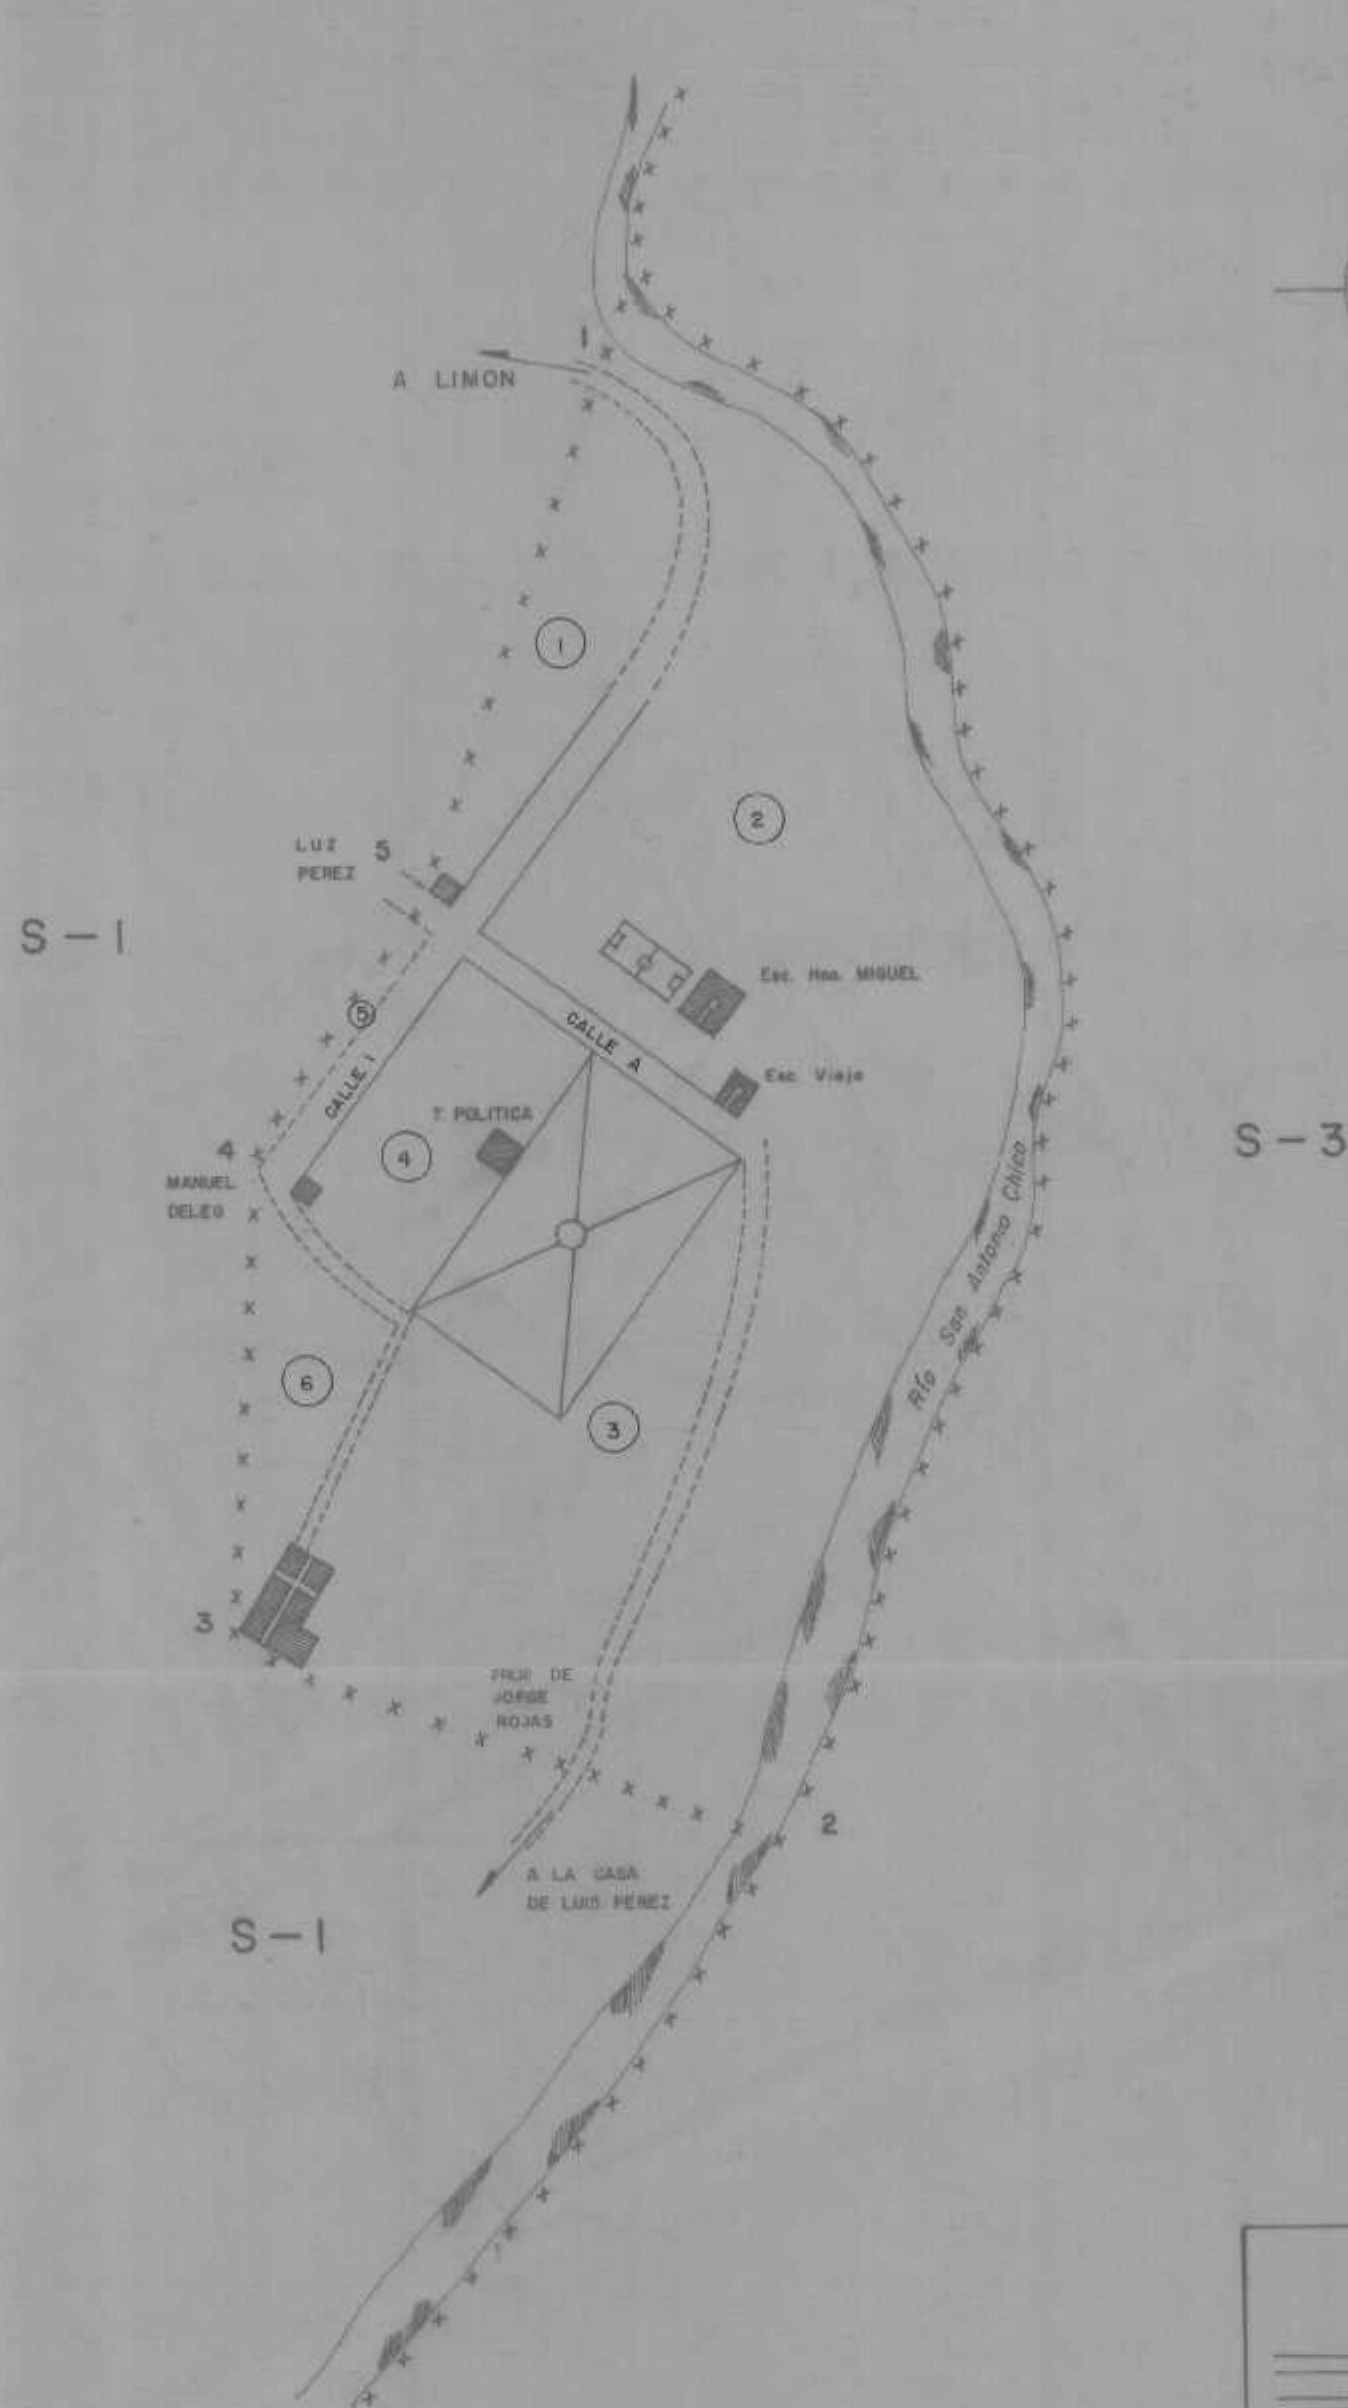 1
A LIMON
1
2
LUZ 5
PEREZ
S-1
Esc. Hno. MIGUEL
5
CALLE A
Esc. Viejo
CALLE 1
T. POLITICA
4
4
MANUEL
DELEG
S-3
Río San Antonio Chico
6
3
3
DE
JORGE
ROJAS
2
A LA CASA
DE LUIS PEREZ
S-1